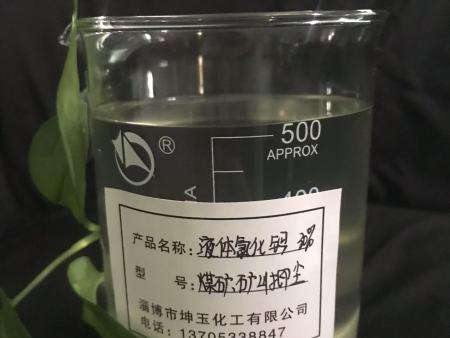 ®
500
APPROX
产品名称：液体氯化钙
型 号：煤矿、矿山抑尘
淄博市坤玉化工有限公司
电话：13705338847